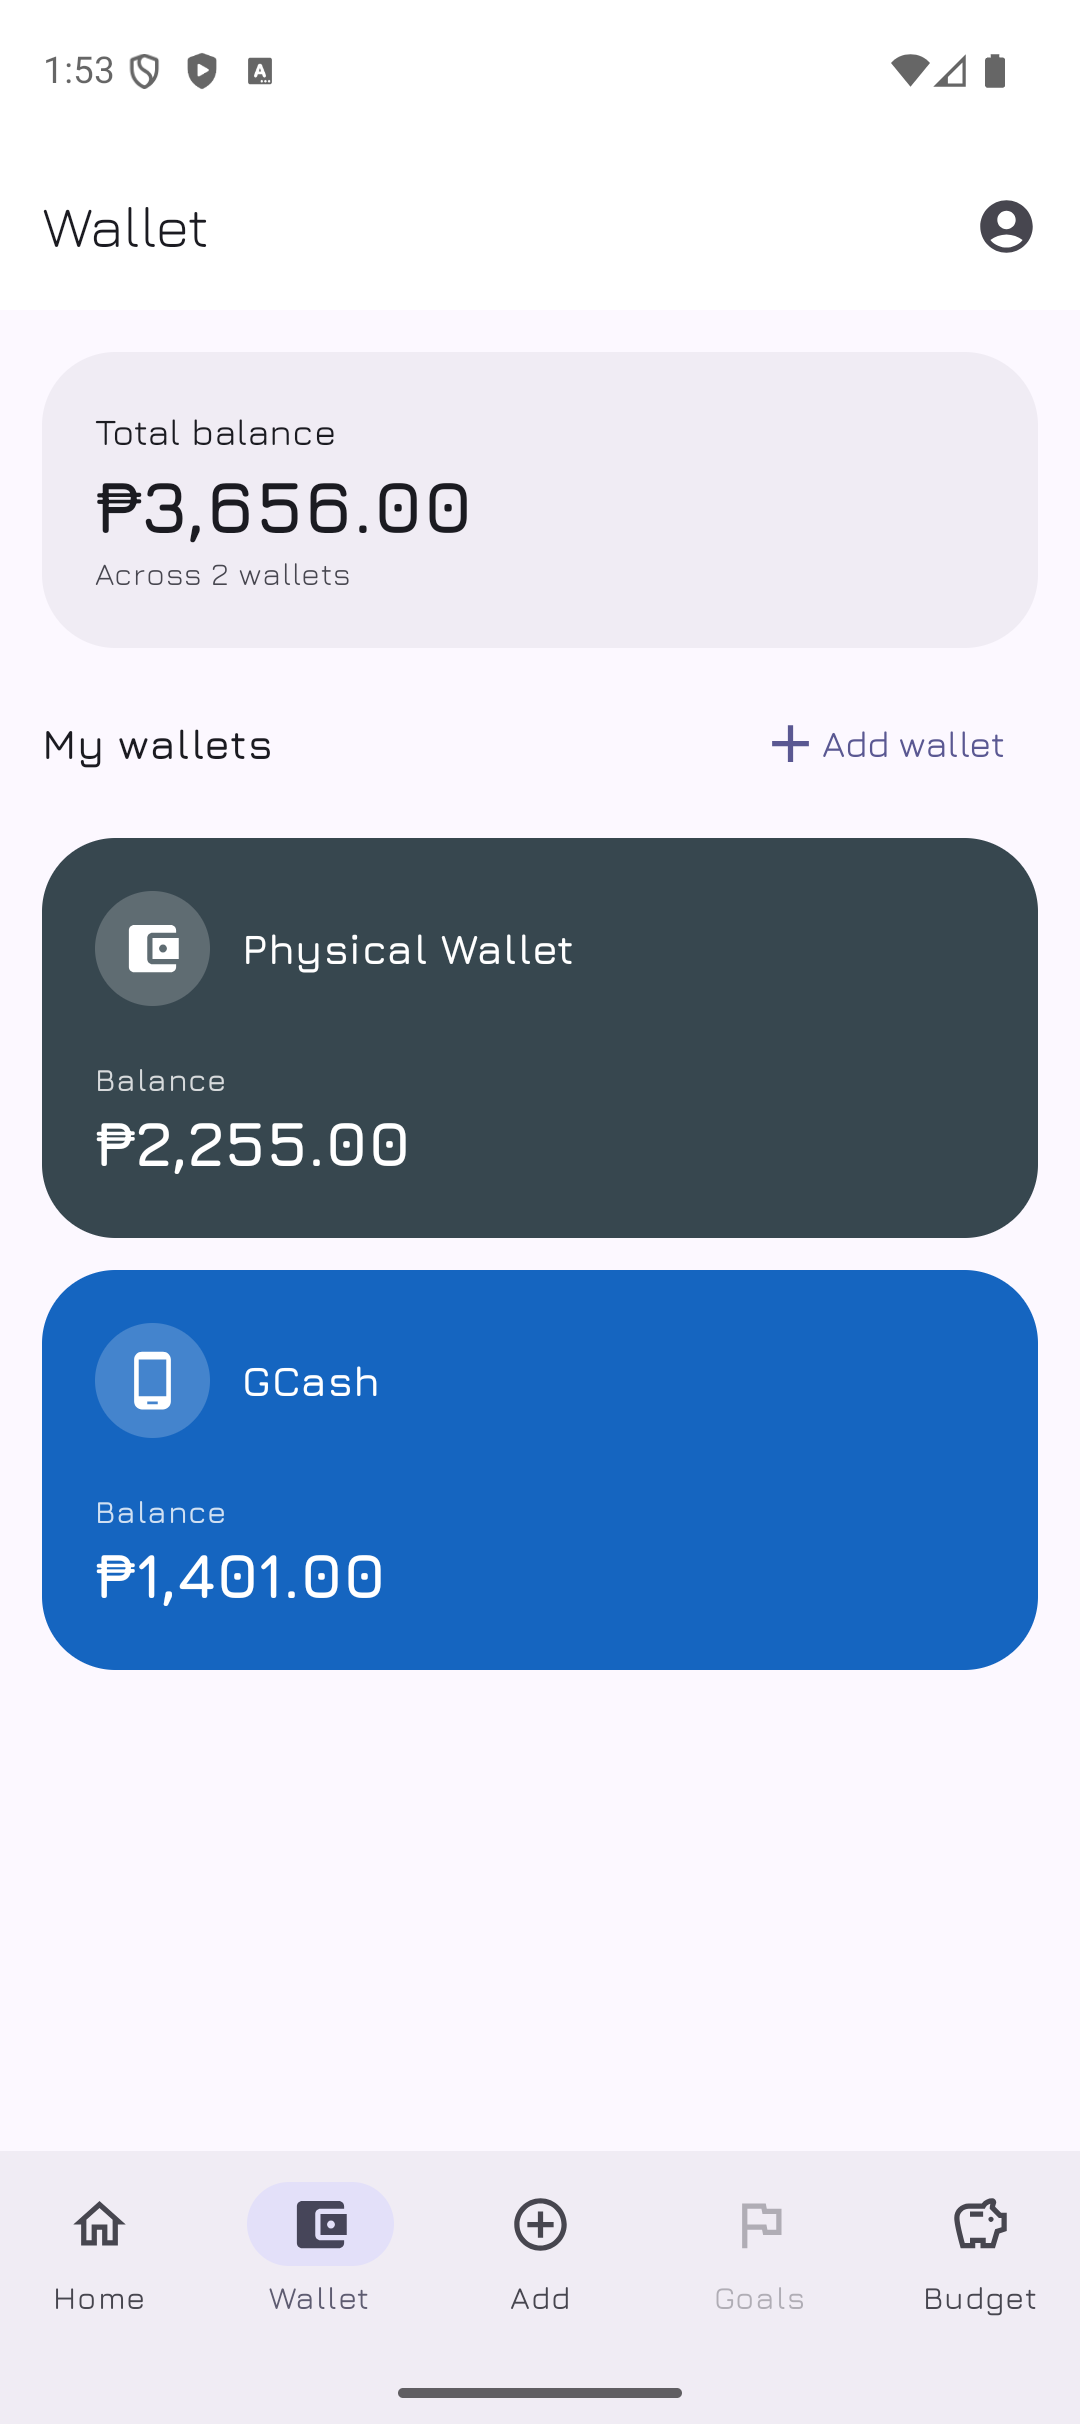 1:53
Wallet
Total balance
₱3,656.00
Across 2 wallets
My wallets
Add wallet
Physical Wallet
Balance
₱2,255.00
GCash
Balance
₱1,401.00
Home
Wallet
Add
Goals
Budget